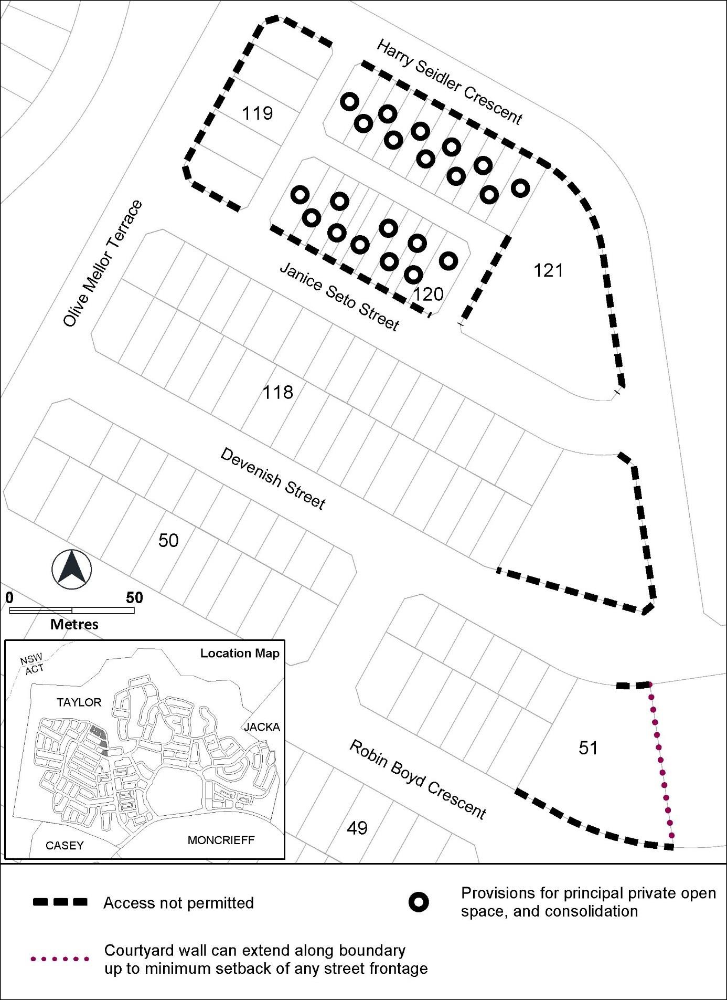 Harry Seidler Crescent
119
Olive Mellor Terrace
121
Janice Seto Street
120
118
Devenish Street
50
0 50
Metres
51
Robin Boyd Crescent
49
Location Map
NSW
ACT
TAYLOR
JACKA
CASEY
MONCRIEFF
Access not permitted
Provisions for principal private open
space, and consolidation
Courtyard wall can extend along boundary
up to minimum setback of any street frontage